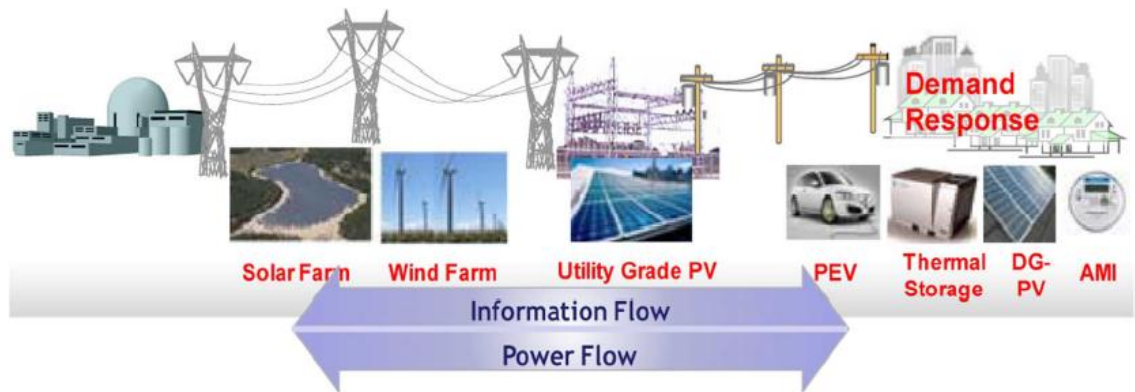 Demand
Response
Solar Farm
Wind Farm
Utility Grade PV
PEV
Thermal
Storage
DG-
PV
AMI
Information Flow
Power Flow